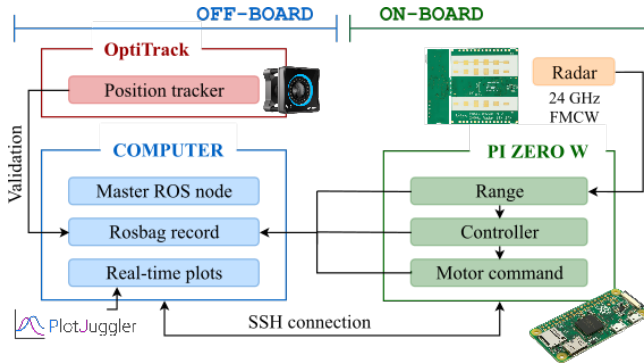 OFF-BOARD
ON-BOARD
OptiTrack
Position tracker
Radar
24 GHz
FMCW
Validation
COMPUTER
Master ROS node
Rosbag record
Real-time plots
PI ZERO W
Range
Controller
Motor command
PlotJuggler
SSH connection